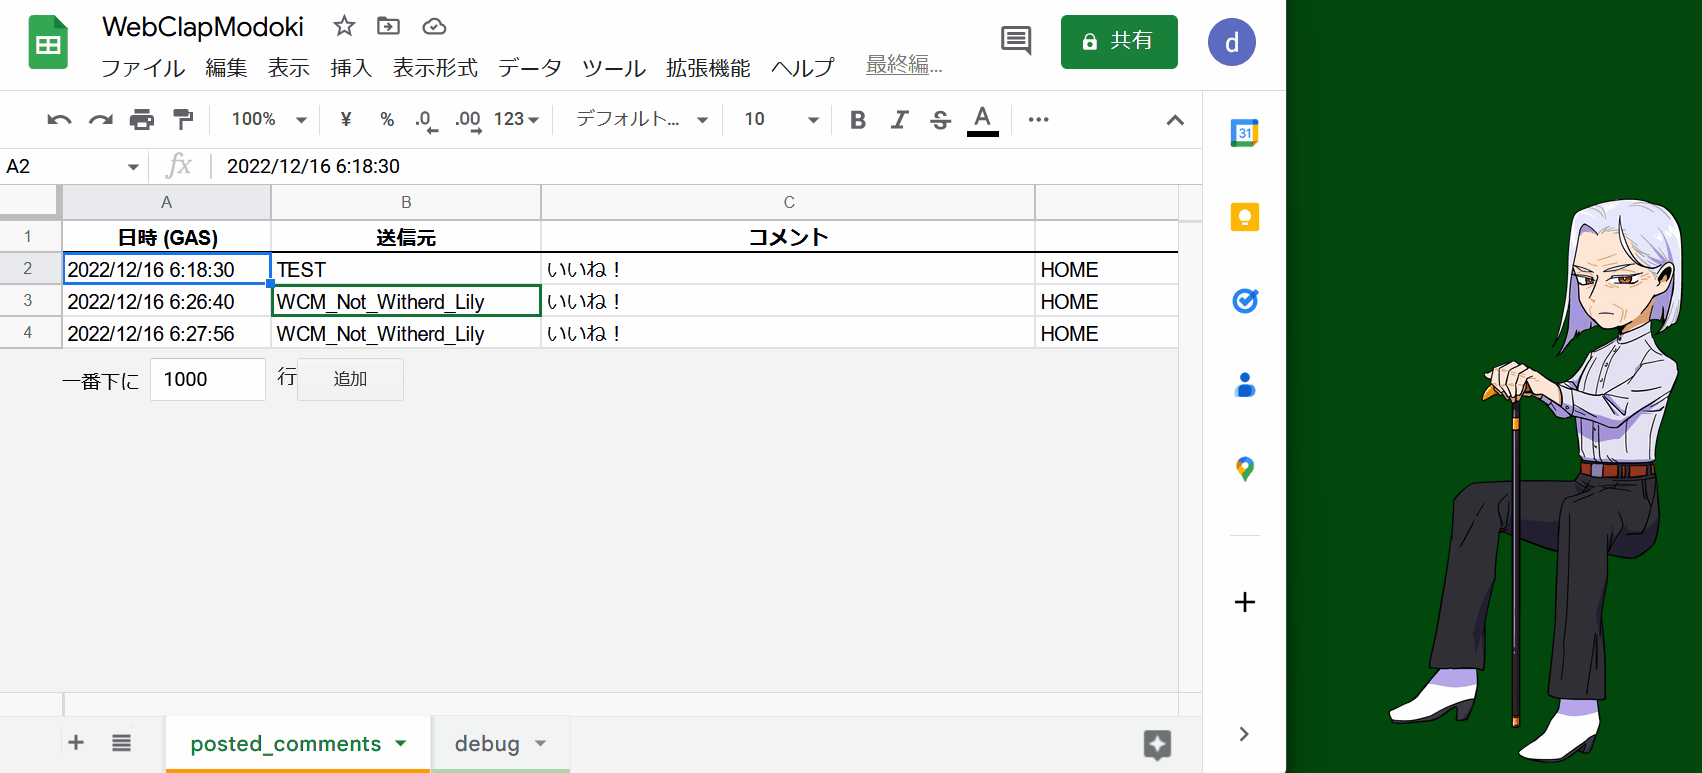 WebClapModoki
ファイル 編集 表示 挿入 表示形式 データ ツール 拡張機能 ヘルプ 最終編...
共有
d
100% ¥ % .0 .00 123 デフォルト... 10 B I S A
31
A2 fx 2022/12/16 6:18:30
A B C
1 日時 (GAS) 送信元 コメント
2 2022/12/16 6:18:30 TEST いいね！ HOME
3 2022/12/16 6:26:40 WCM_Not_Witherd_Lily いいね！ HOME
4 2022/12/16 6:27:56 WCM_Not_Witherd_Lily いいね！ HOME
一番下に 1000 行 追加
posted_comments debug